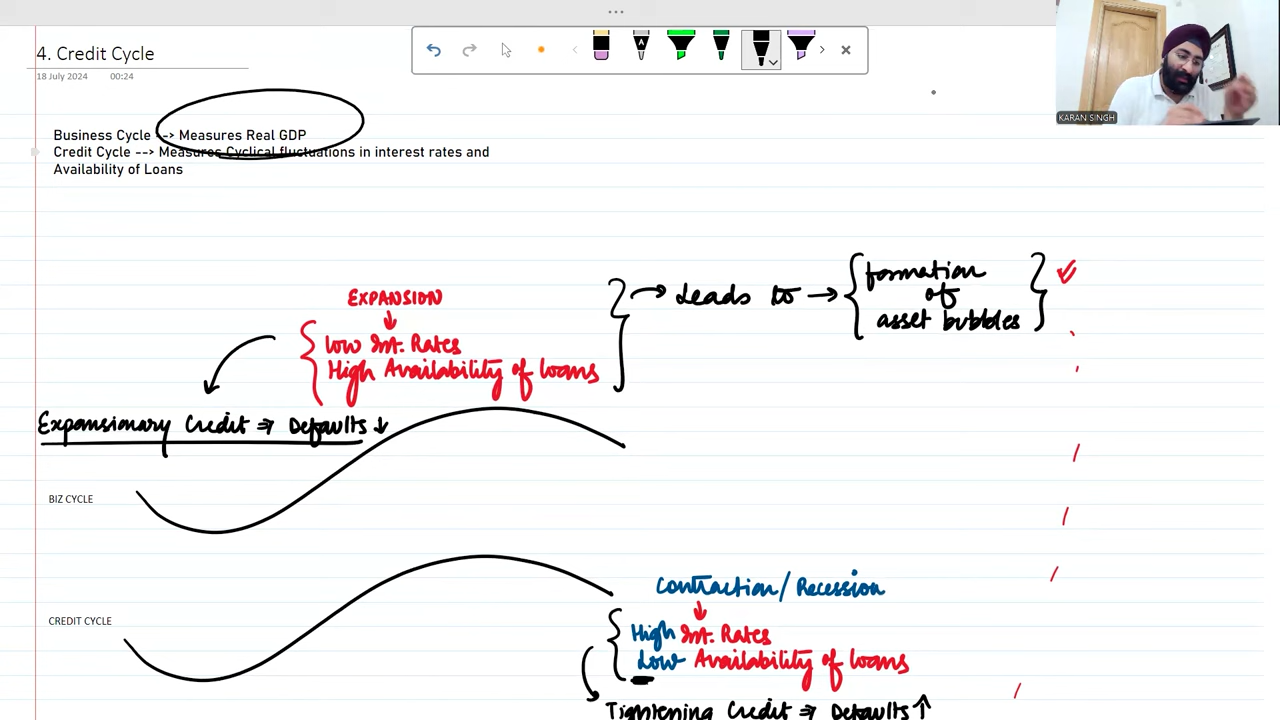 4. Credit Cycle
18 July 2024 00:24
KARAN SINGH
Business Cycle --> Measures Real GDP
Credit Cycle --> Measures Cyclical fluctuations in interest rates and
Availability of Loans
EXPANSION
Low Int. Rates
High Availability of loans
Leads to → formation
of
asset bubbles
Expansionary Credit ⇒ Defaults ↓
BIZ CYCLE
CREDIT CYCLE
Contraction/Recession
High Int. Rates
Low Availability of loans
Tightening Credit ⇒ Defaults ↑